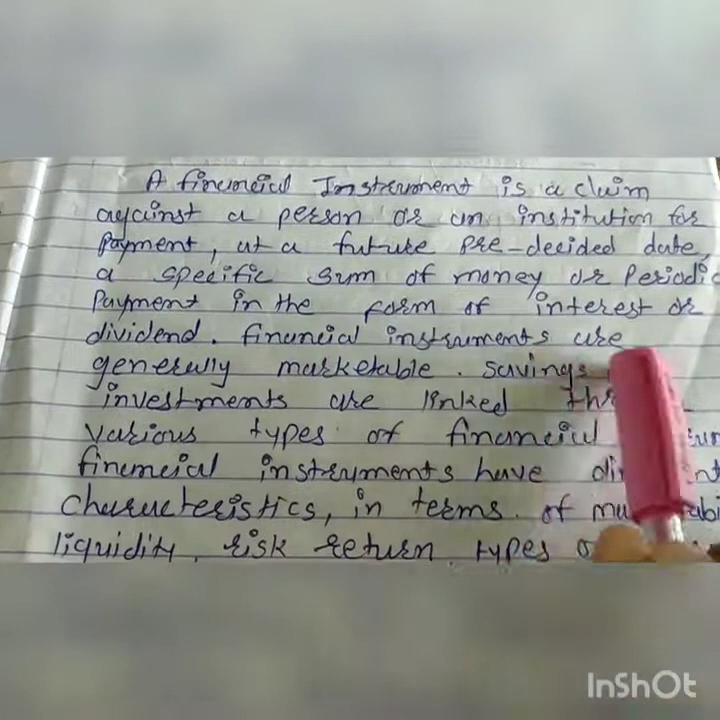 A financial Instrument is a claim
against a person or an institution for
Payment, at a future pre-decided date,
a specific sum of money or Periodic
Payment in the form of interest or
dividend. financial instruments are
generally marketable. savings
investments are linked
various types of financial
financial instruments have
characteristics, in terms of
liquidity, risk return types
InShOt